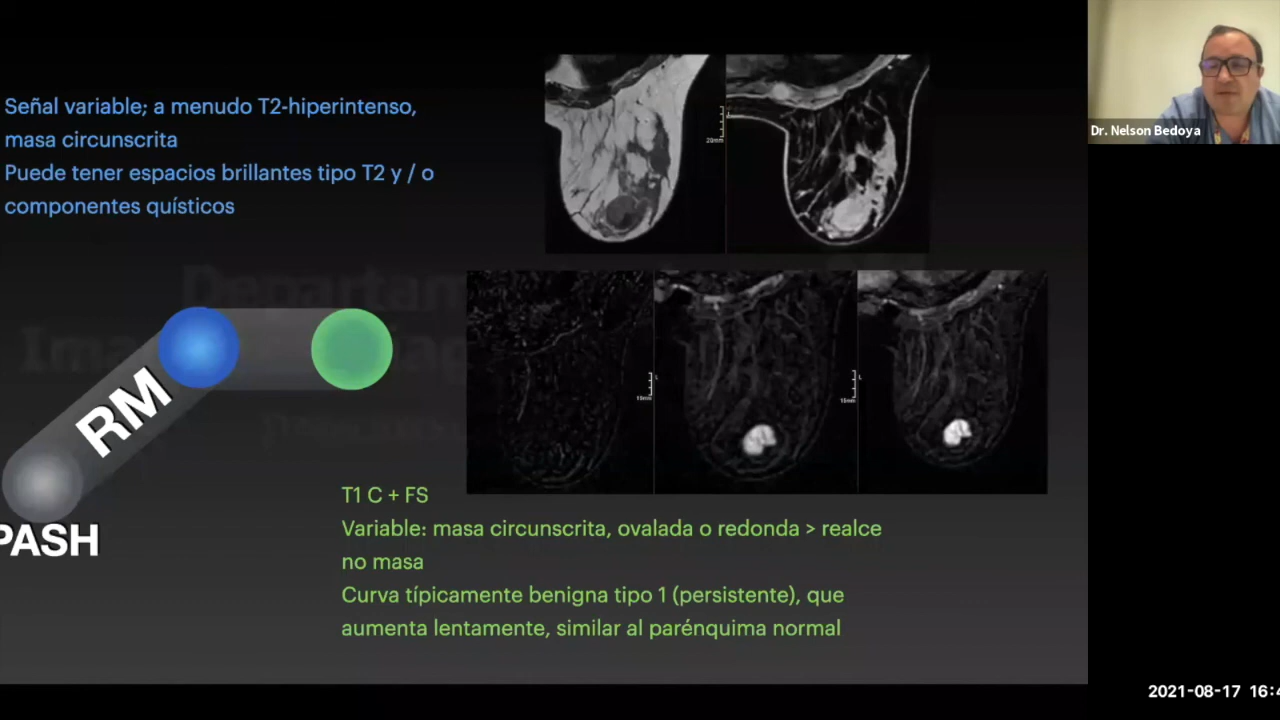 Señal variable; a menudo T2-hiperintenso,
masa circunscrita
Puede tener espacios brillantes tipo T2 y / o
componentes quísticos
RM
PASH
T1 C + FS
Variable: masa circunscrita, ovalada o redonda > realce
no masa
Curva típicamente benigna tipo 1 (persistente), que
aumenta lentamente, similar al parénquima normal
Dr. Nelson Bedoya
2021-08-17 16:4